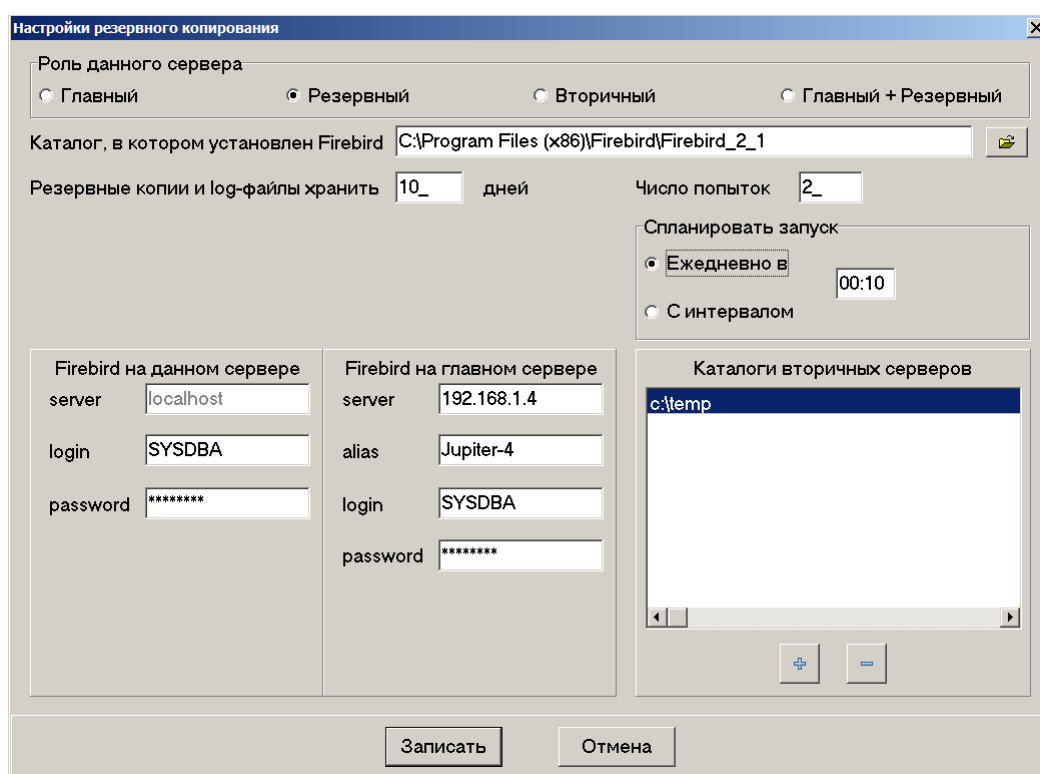 Настройки резервного копирования
Роль данного сервера
Главный Резервный Вторичный Главный + Резервный
Каталог, в котором установлен Firebird C:\Program Files (x86)\Firebird\Firebird_2_1
Резервные копии и log-файлы хранить 10_ дней Число попыток 2_
Спланировать запуск
Ежедневно в 00:10
С интервалом
Firebird на данном сервере
server localhost
login SYSDBA
password ********
Firebird на главном сервере
server 192.168.1.4
alias Jupiter-4
login SYSDBA
password ********
Каталоги вторичных серверов
c:\temp
Записать Отмена